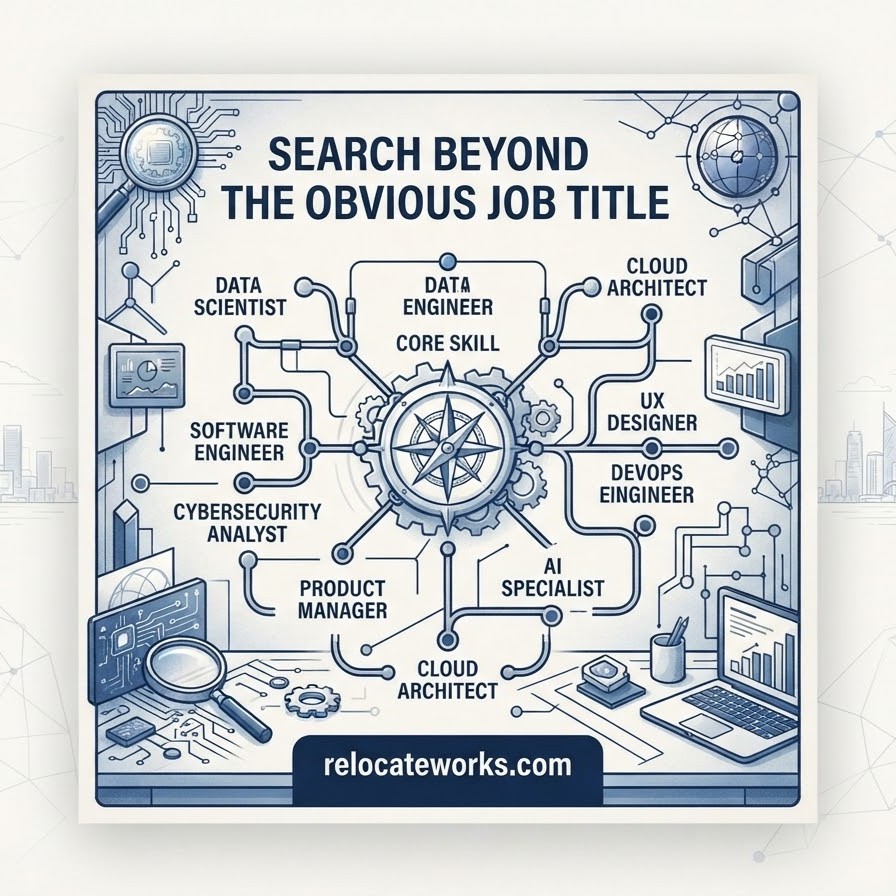 SEARCH BEYOND
THE OBVIOUS JOB TITLE
DATA
SCIENTIST
DATA
ENGINEER
CLOUD
ARCHITECT
CORE SKILL
SOFTWARE
ENGINEER
UX
DESIGNER
DEVOPS
EINGINEER
CYBERSECURITY
ANALYST
PRODUCT
MANAGER
AI
SPECIALIST
CLOUD
ARCHITECT
relocateworks.com